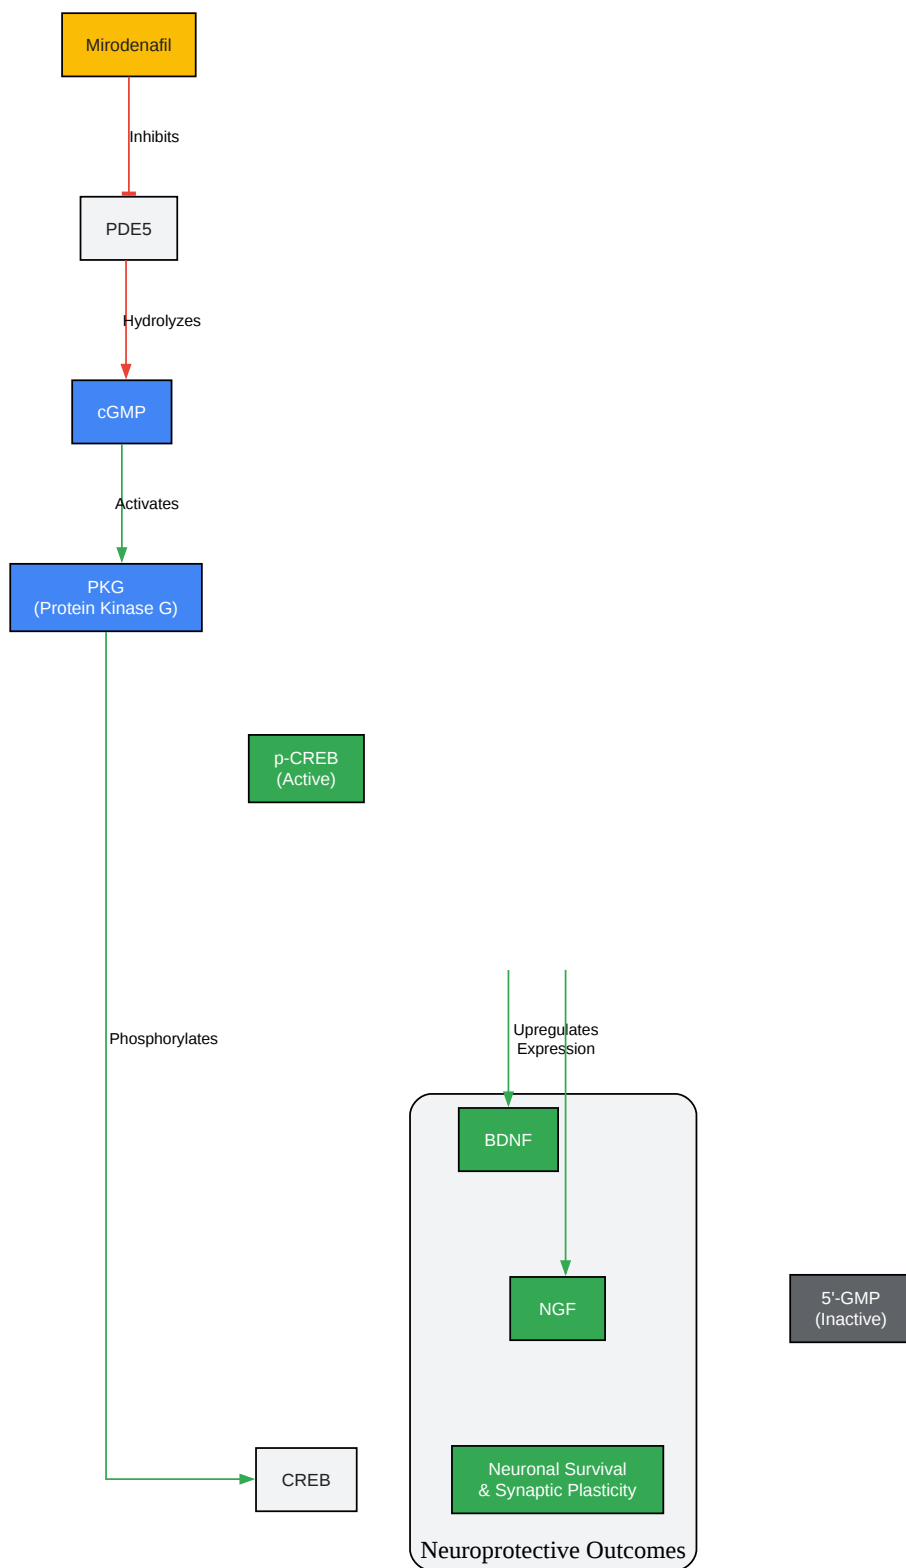 Mirodenafil
Inhibits
PDE5
Hydrolyzes
cGMP
Activates
PKG
(Protein Kinase G)
p-CREB
(Active)
Phosphorylates
Upregulates
Expression
BDNF
NGF
5'-GMP
(Inactive)
CREB
Neuronal Survival
& Synaptic Plasticity
Neuroprotective Outcomes